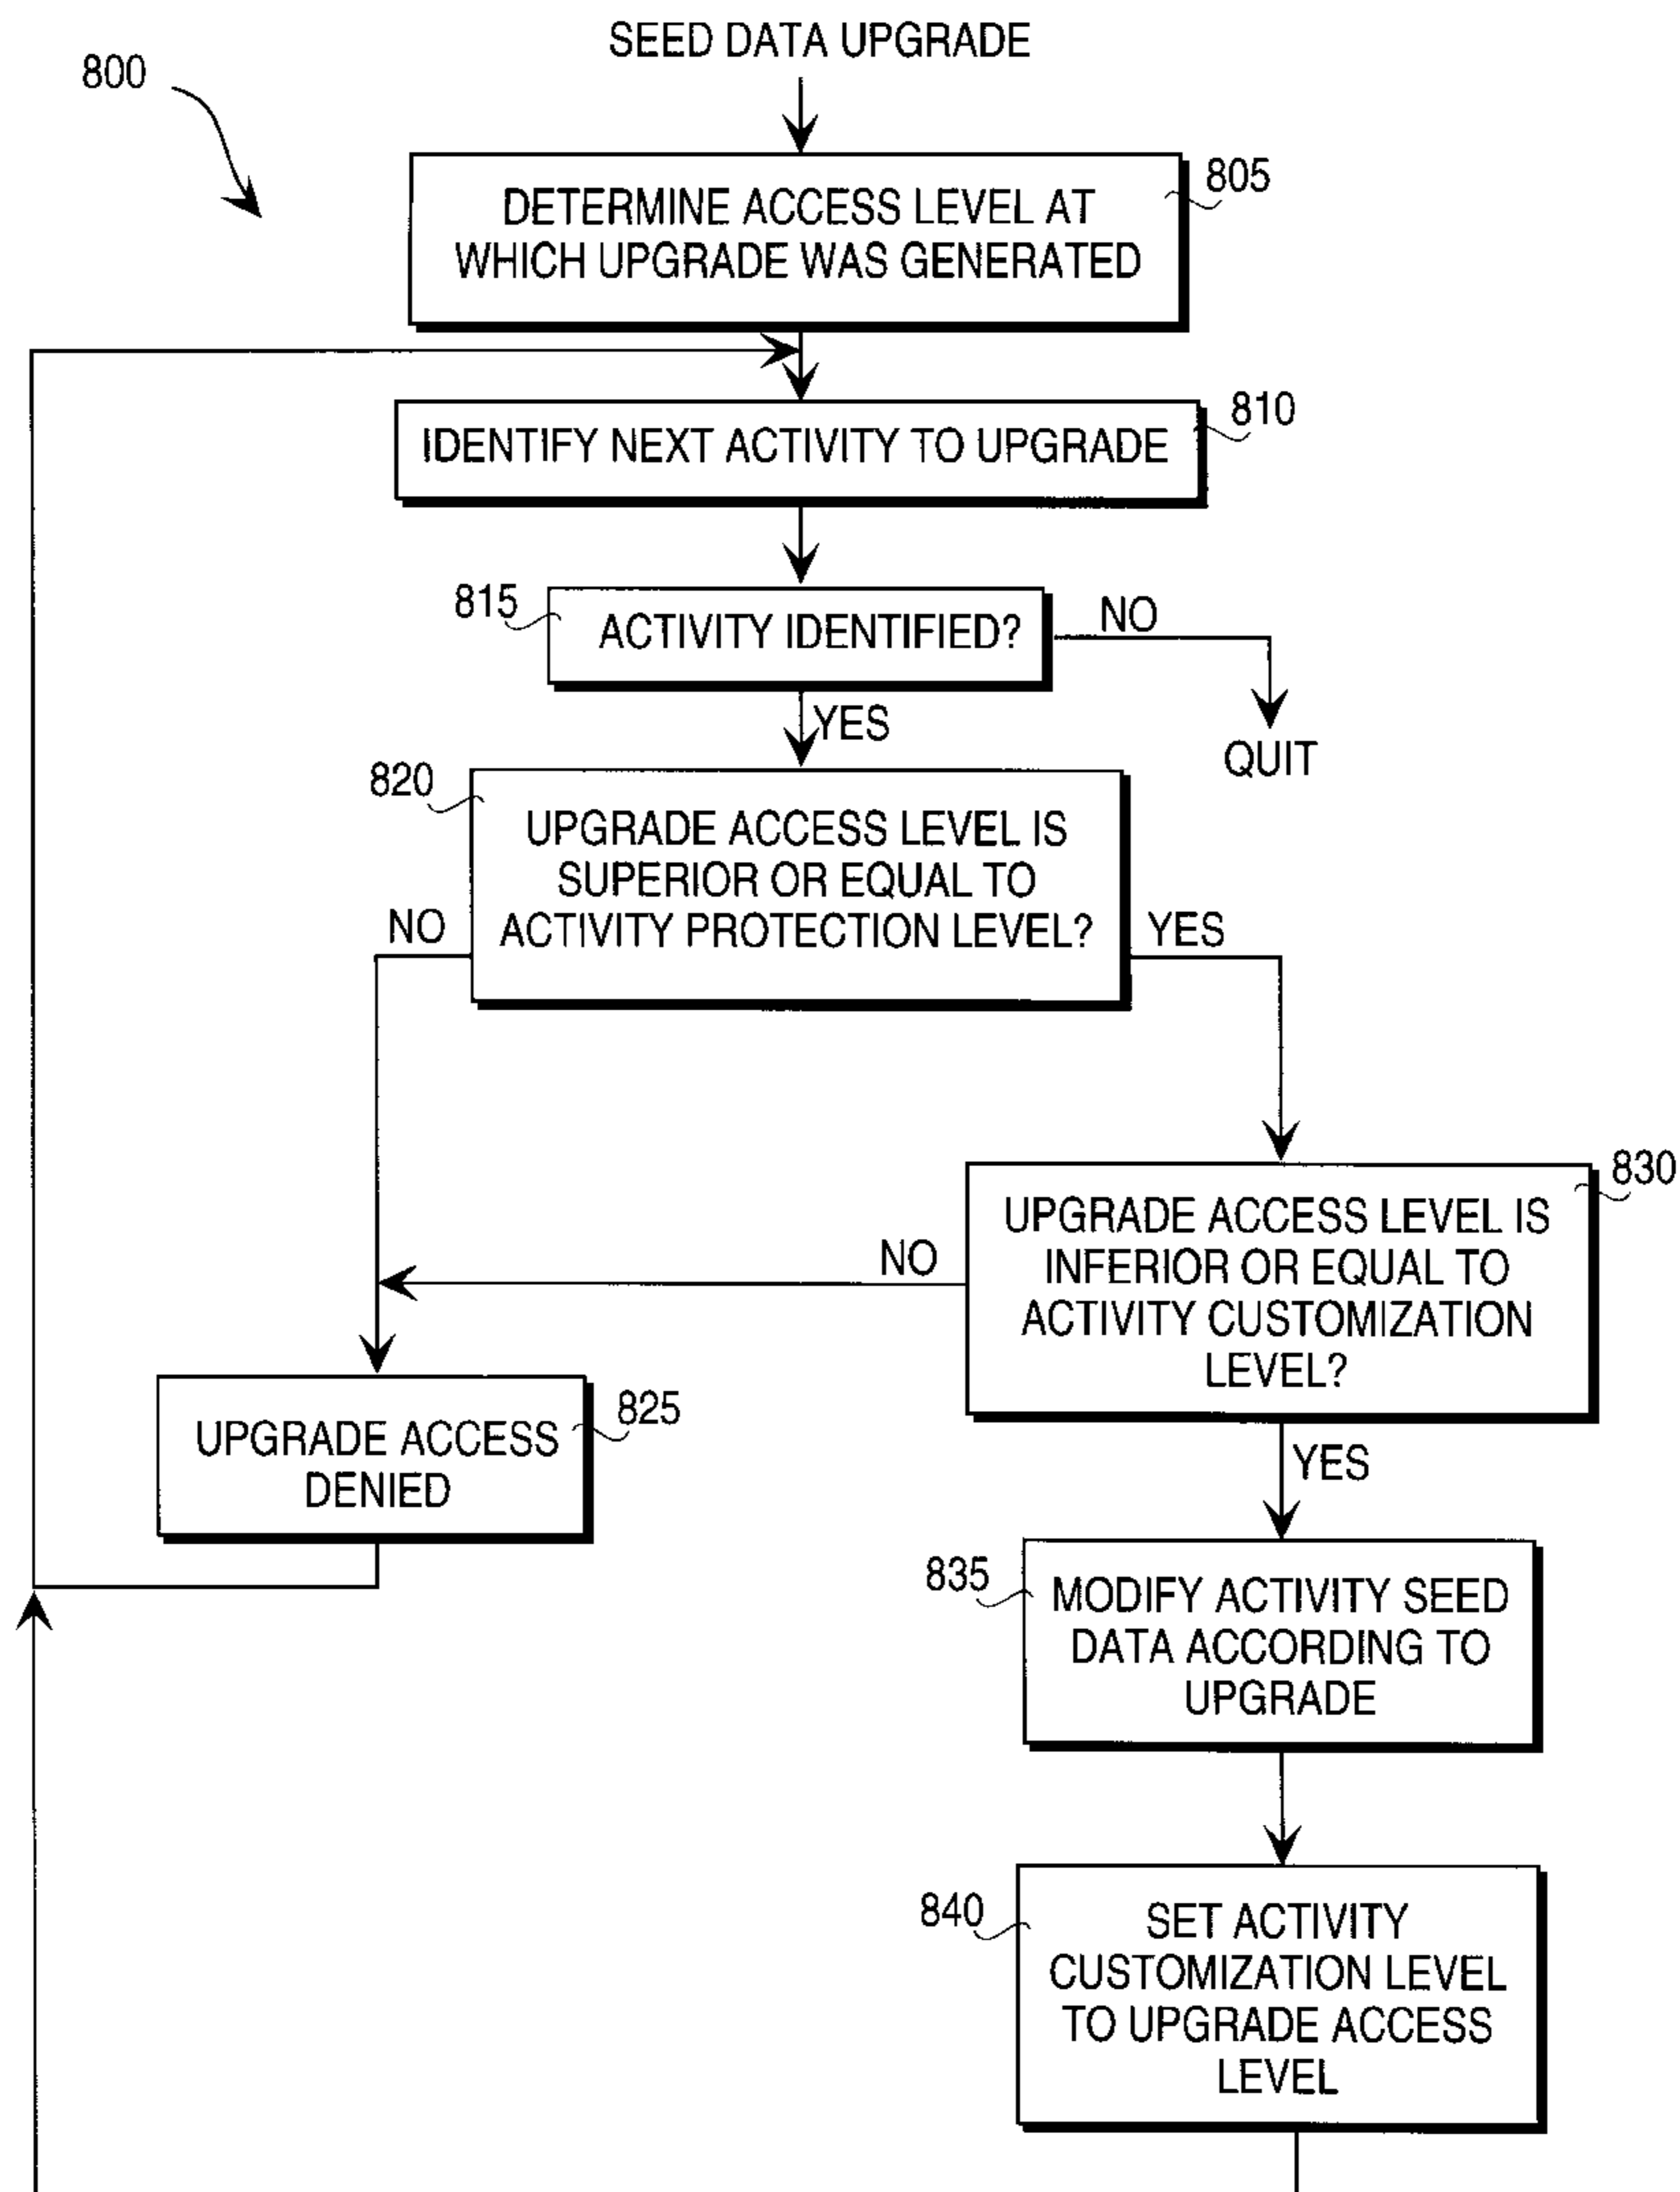 SEED DATA UPGRADE
800
805
DETERMINE ACCESS LEVEL AT
WHICH UPGRADE WAS GENERATED
810
IDENTIFY NEXT ACTIVITY TO UPGRADE
815
ACTIVITY IDENTIFIED?
NO
YES
QUIT
820
UPGRADE ACCESS LEVEL IS
SUPERIOR OR EQUAL TO
ACTIVITY PROTECTION LEVEL?
NO
YES
830
UPGRADE ACCESS LEVEL IS
INFERIOR OR EQUAL TO
ACTIVITY CUSTOMIZATION
LEVEL?
NO
825
UPGRADE ACCESS
DENIED
YES
835
MODIFY ACTIVITY SEED
DATA ACCORDING TO
UPGRADE
840
SET ACTIVITY
CUSTOMIZATION LEVEL
TO UPGRADE ACCESS
LEVEL